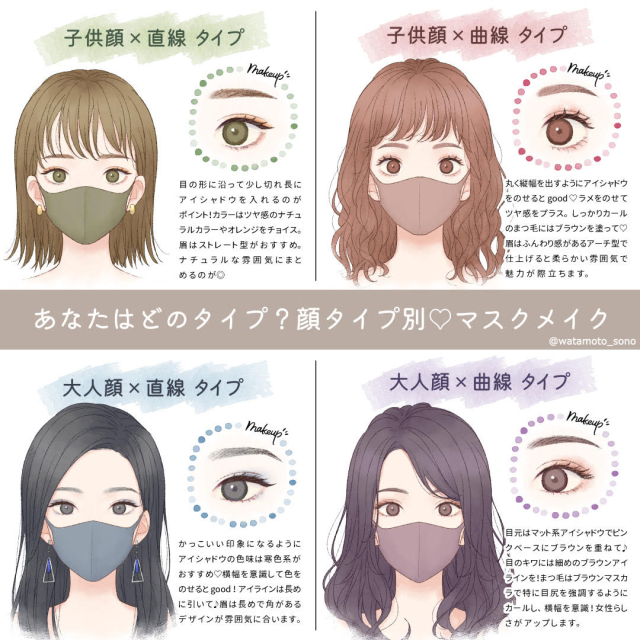 子供顔×直線 タイプ
Makeup
目の形に沿って少し切れ長に
アイシャドウを入れるのが
ポイント!カラーはツヤ感のナチュ
ラルカラーやオレンジをチョイス。
眉はストレート型がおすすめ。
ナチュラルな雰囲気にまと
めるのが◎
子供顔×曲線 タイプ
Makeup
丸く縦幅を出すようにアイシャドウ
をのせるとgood♡ラメをのせて
ツヤ感をプラス。しっかりカール
のまつ毛にはブラウンを塗って♡
眉はふんわり感があるアーチ型で
仕上げると柔らかい雰囲気で
魅力が際立ちます。
あなたはどのタイプ?顔タイプ別♡マスクメイク
@watamoto_sono
大人顔×直線 タイプ
Makeup
かっこいい印象になるように
アイシャドウの色味は寒色系が
おすすめ♡横幅を意識して色を
のせるとgood!アイラインは長め
に引いて♪眉は長めで角がある
デザインが雰囲気に合います。
大人顔×曲線 タイプ
Makeup
目元はマット系アイシャドウでピン
クベースにブラウンを重ねて♪
目のキワには細めのブラウンアイ
ラインを!まつ毛はブラウンマスカ
ラで特に目尻を強調するように
カールし、横幅を意識!女性らし
さがアップします。